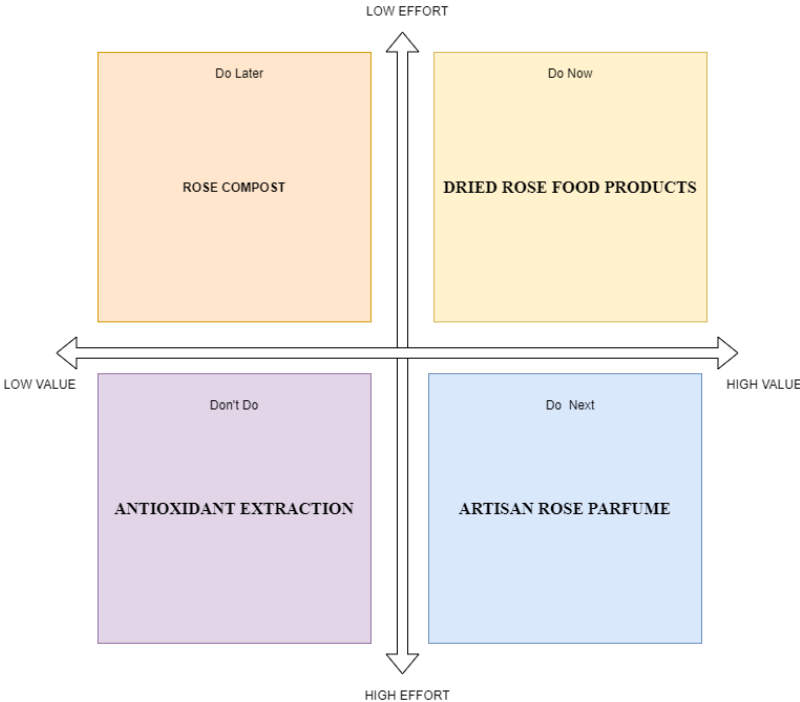 LOW EFFORT
Do Later
Do Now
ROSE COMPOST
DRIED ROSE FOOD PRODUCTS
LOW VALUE
HIGH VALUE
Don't Do
Do Next
ANTIOXIDANT EXTRACTION
ARTISAN ROSE PARFUME
HIGH EFFORT